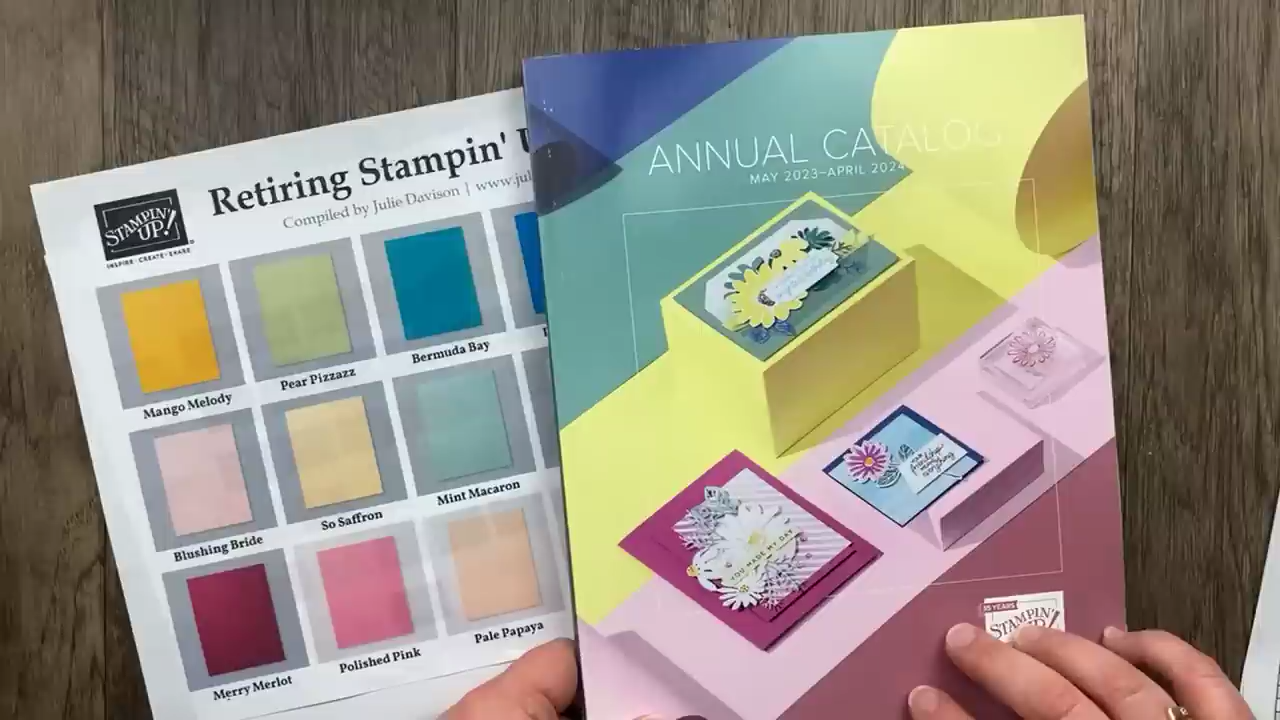 Retiring Stampin'
Compiled by Julie Davison | www.jul
STAMPIN' UP!
INSPIRE · CREATE · SHARE
Mango Melody
Pear Pizzazz
Bermuda Bay
Blushing Bride
So Saffron
Mint Macaron
Merry Merlot
Polished Pink
Pale Papaya
ANNUAL CATALOG
MAY 2023–APRIL 2024
YOU MADE MY DAY
35 YEARS
STAMPIN'
UP!